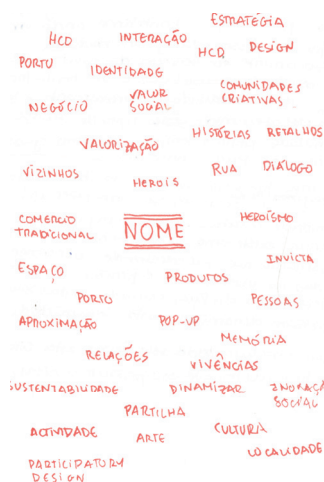 ESTRATÉGIA
HCD
INTERAÇÃO
HCD
DESIGN
PORTU
IDENTIDADE
VALOR
SOCIAL
COMUNIDADES
CRIATIVAS
NEGÓCIO
HISTÓRIAS
RETALHOS
VALORIZAÇÃO
VIZINHOS
HEROIS
RUA
DIÁLOGO
COMERCIO
TRADICIONAL
NOME
HEROÍSMO
INVICTA
ESPAÇO
PRODUTOS
PORTO
PESSOAS
APROXIMAÇÃO
POP-UP
MEMÓRIA
RELAÇÕES
VIVÊNCIAS
SUSTENTABILIDADE
DINAMIZAR
INOVAÇÃ
SOCIAL
PARTILHA
ACTIVIDADE
ARTE
CULTURA
LOCALIDADE
PARTICIPATORY
DESIGN